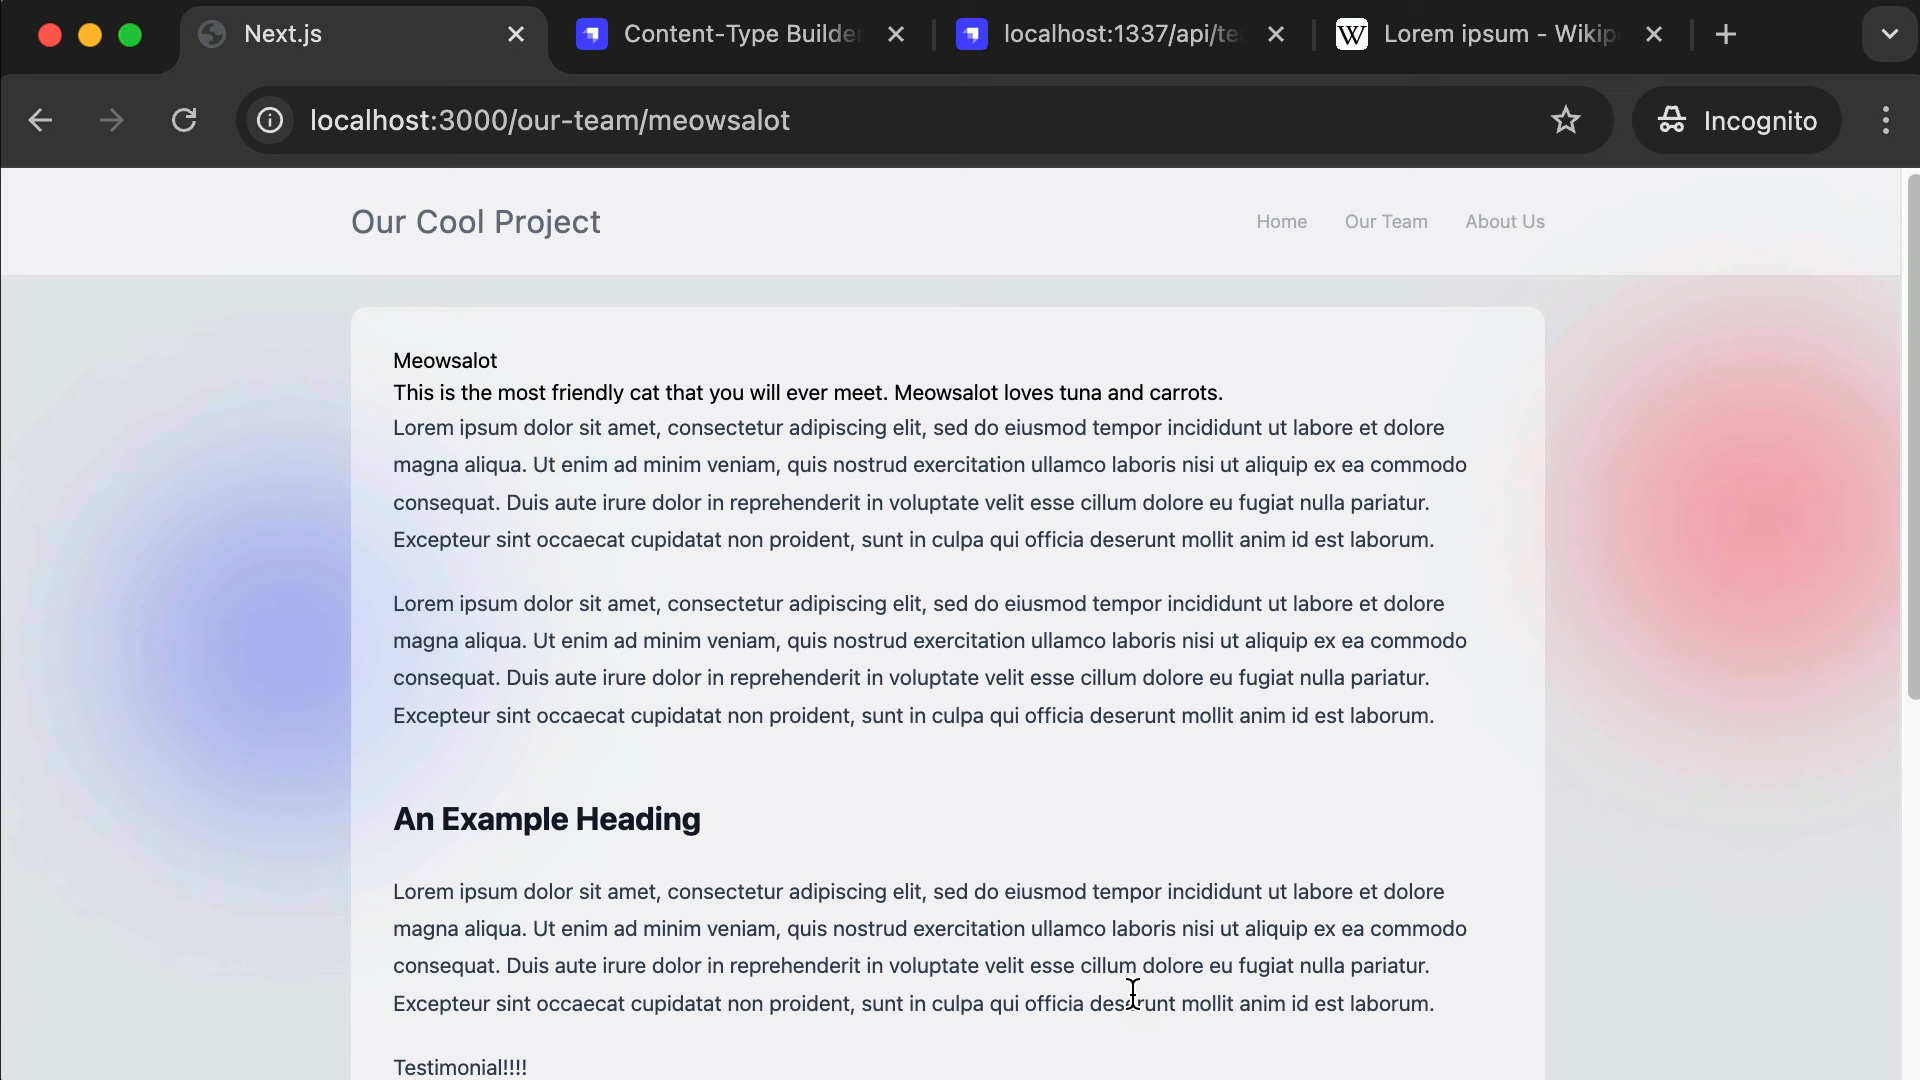 Next.js
Content-Type Builde
localhost:1337/api/te
W
Lorem ipsum - Wikip
localhost:3000/our-team/meowsalot
Incognito
Our Cool Project
Home
Our Team
About Us
Meowsalot
This is the most friendly cat that you will ever meet. Meowsalot loves tuna and carrots.
Lorem ipsum dolor sit amet, consectetur adipiscing elit, sed do eiusmod tempor incididunt ut labore et dolore
magna aliqua. Ut enim ad minim veniam, quis nostrud exercitation ullamco laboris nisi ut aliquip ex ea commodo
consequat. Duis aute irure dolor in reprehenderit in voluptate velit esse cillum dolore eu fugiat nulla pariatur.
Excepteur sint occaecat cupidatat non proident, sunt in culpa qui officia deserunt mollit anim id est laborum.
Lorem ipsum dolor sit amet, consectetur adipiscing elit, sed do eiusmod tempor incididunt ut labore et dolore
magna aliqua. Ut enim ad minim veniam, quis nostrud exercitation ullamco laboris nisi ut aliquip ex ea commodo
consequat. Duis aute irure dolor in reprehenderit in voluptate velit esse cillum dolore eu fugiat nulla pariatur.
Excepteur sint occaecat cupidatat non proident, sunt in culpa qui officia deserunt mollit anim id est laborum.
An Example Heading
Lorem ipsum dolor sit amet, consectetur adipiscing elit, sed do eiusmod tempor incididunt ut labore et dolore
magna aliqua. Ut enim ad minim veniam, quis nostrud exercitation ullamco laboris nisi ut aliquip ex ea commodo
consequat. Duis aute irure dolor in reprehenderit in voluptate velit esse cillum dolore eu fugiat nulla pariatur.
Excepteur sint occaecat cupidatat non proident, sunt in culpa qui officia deserunt mollit anim id est laborum.
Testimonial!!!!